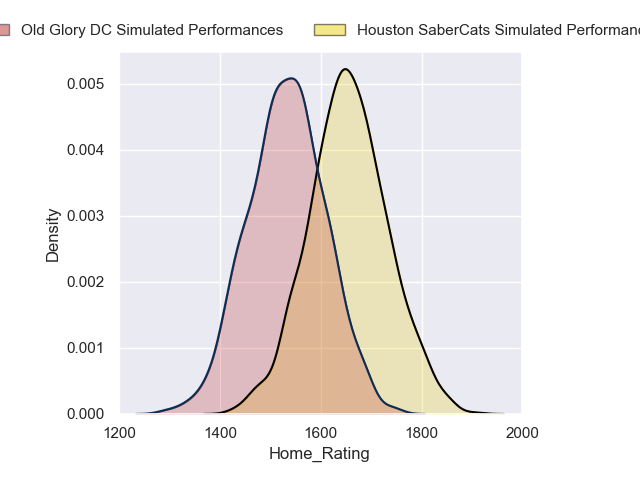 Old Glory DC Simulated Performances
Houston SaberCats Simulated
0.005
0.004
0.003
0.002
0.001
0.000
Density
1200 1400 1600 1800 2000
Home_Rating